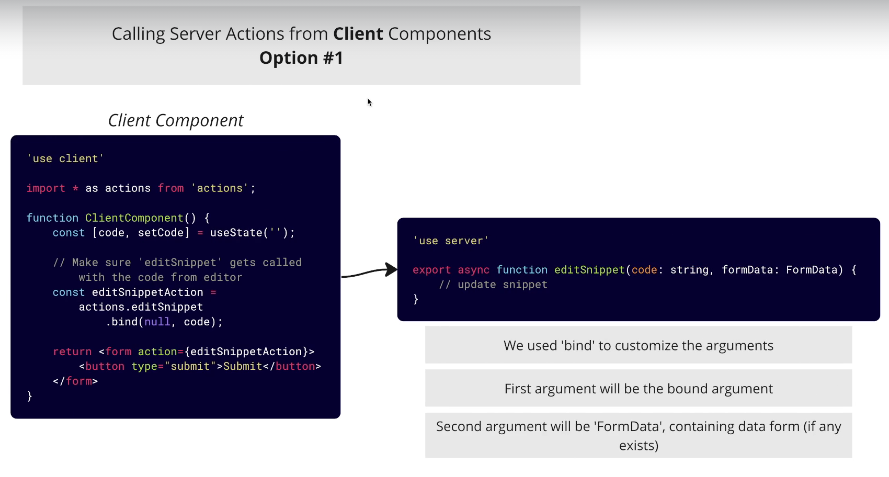 Calling Server Actions from Client Components
Option #1
Client Component
'use client'
import * as actions from 'actions';
function ClientComponent() {
const [code, setCode] = useState('');
// Make sure 'editSnippet' gets called
with the code from editor
const editSnippetAction =
actions.editSnippet
.bind(null, code);
return <form action={editSnippetAction}>
<button type="submit">Submit</button>
</form>
}
'use server'
export async function editSnippet(code: string, formData: FormData) {
// update snippet
}
We used 'bind' to customize the arguments
First argument will be the bound argument
Second argument will be 'FormData', containing data form (if any
exists)